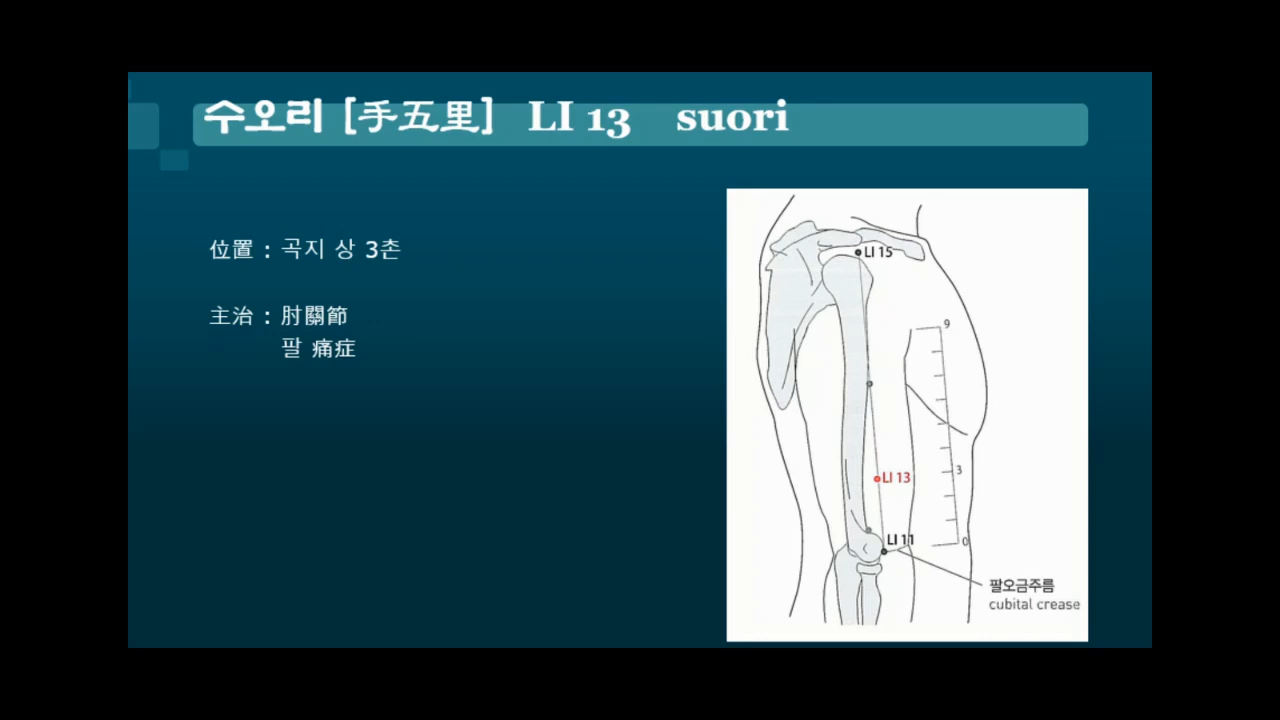 수오리 [手五里] LI 13 suori
位置 : 곡지 상 3촌
主治 : 肘關節
팔 痛症
LI 15
9
3
LI 13
LI 11
0
팔오금주름
cubital crease